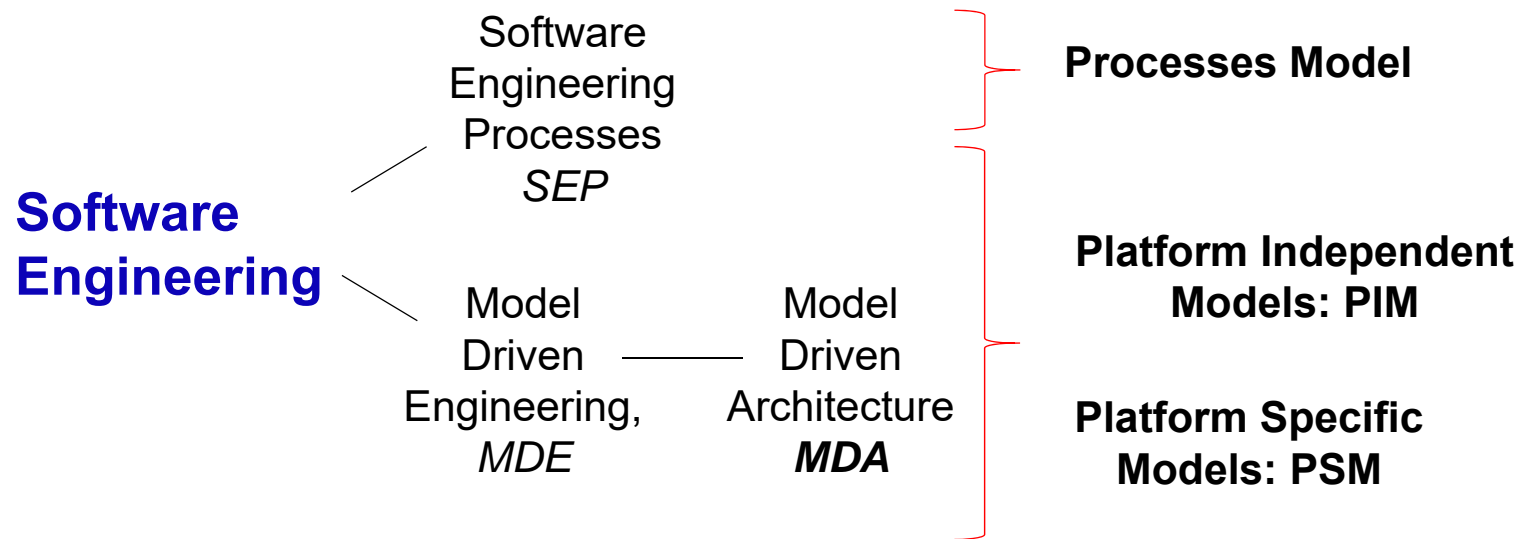 Software
Engineering
Software
Engineering
Processes
SEP
Model
Driven
Engineering,
MDE
Model
Driven
Architecture
MDA
Processes Model
Platform Independent
Models: PIM
Platform Specific
Models: PSM